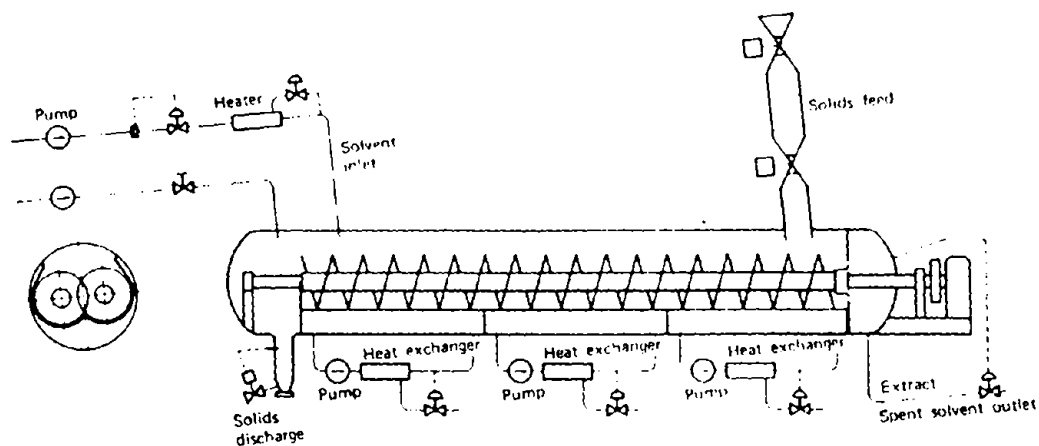 Pump
Heater
Solvent
inlet
Solids feed
Heat exchanger
Heat exchanger
Heat exchanger
Pump
Pump
Pump
Solids
discharge
Extract
Spent solvent outlet